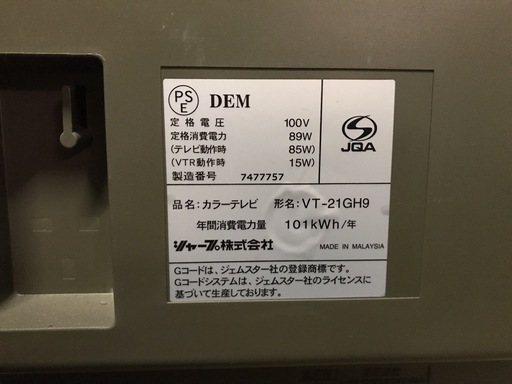 PS
E
DEM
定格電圧 100V
定格消費電力 89W
(テレビ動作時 85W)
(VTR動作時 15W)
製造番号 7477757
JQA
品名:カラーテレビ 形名:VT-21GH9
年間消費電力量 101kWh/年
シャープ株式会社 MADE IN MALAYSIA
Gコードは、ジェムスター社の登録商標です。
Gコードシステムは、ジェムスター社のライセンスに
基づいて生産しております。